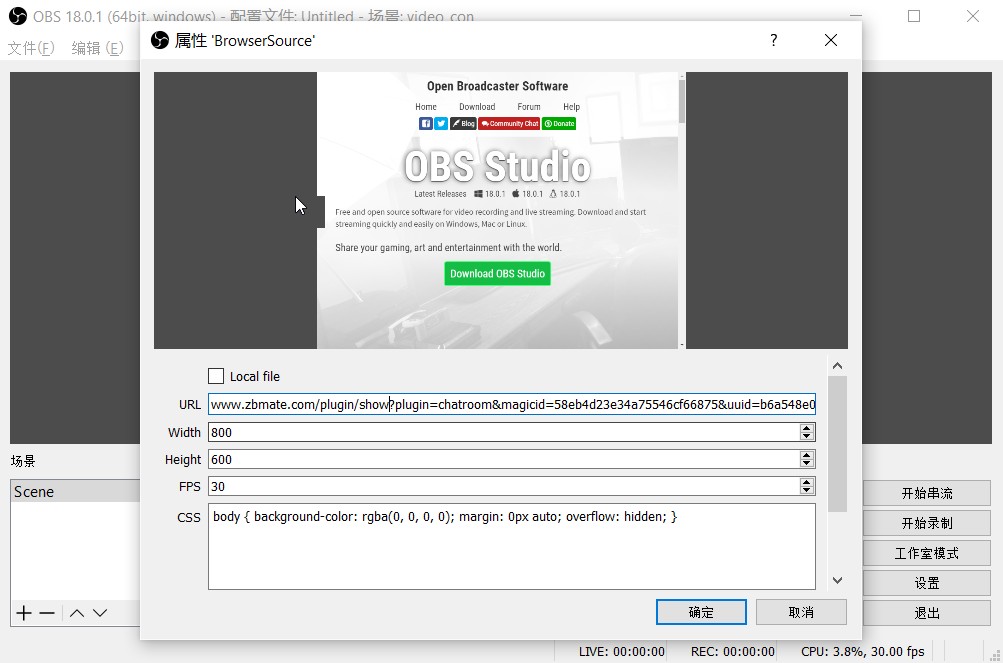 OBS 18.0.1 (64bit, windows) - 配置文件: Untitled - 场景: video_con
文件(F) 编辑 (E)
属性 'BrowserSource'
?
Open Broadcaster Software
Home Download Forum Help
Blog Community Chat Donate
OBS Studio
Latest Releases 18.0.1 18.0.1 18.0.1
Free and open source software for video recording and live streaming. Download and start
streaming quickly and easily on Windows, Mac or Linux.
Share your gaming, art and entertainment with the world.
Download OBS Studio
Local file
URL www.zbmate.com/plugin/show?plugin=chatroom&magicid=58eb4d23e34a75546cf66875&uuid=b6a548e0
Width 800
Height 600
FPS 30
CSS body { background-color: rgba(0, 0, 0, 0); margin: 0px auto; overflow: hidden; }
确定 取消
场景
Scene
开始串流
开始录制
工作室模式
设置
退出
LIVE: 00:00:00 REC: 00:00:00 CPU: 3.8%, 30.00 fps